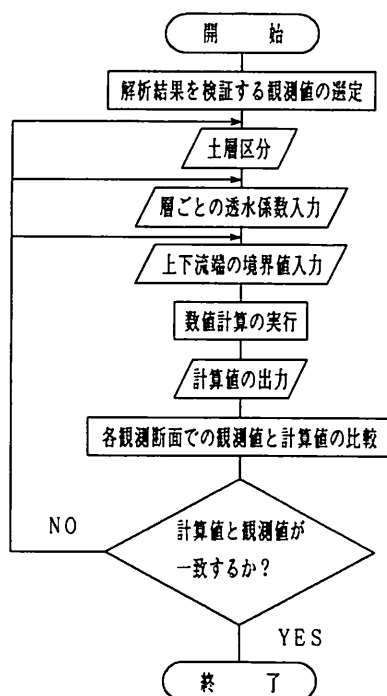 開 始
解析結果を検証する観測値の選定
土層区分
層ごとの透水係数入力
上下流端の境界値入力
数値計算の実行
計算値の出力
各観測断面での観測値と計算値の比較
計算値と観測値が
一致するか?
NO
YES
終 了